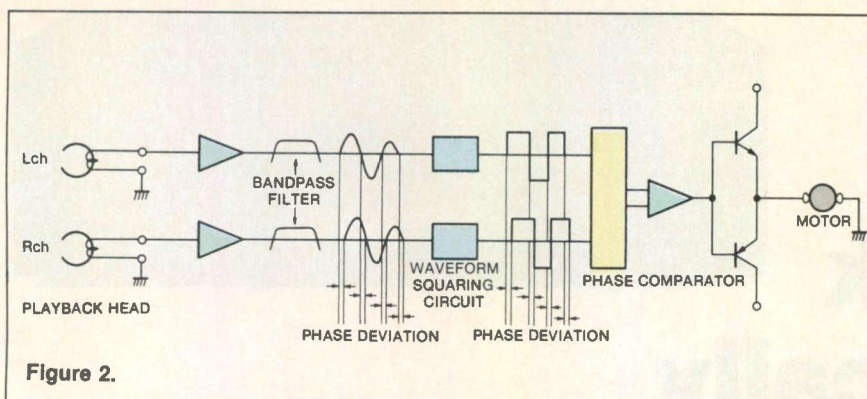 Lch
BANDPASS
FILTER
MOTOR
Rch
WAVEFORM
SQUARING
CIRCUIT
PHASE COMPARATOR
PLAYBACK HEAD
PHASE DEVIATION
PHASE DEVIATION
Figure 2.